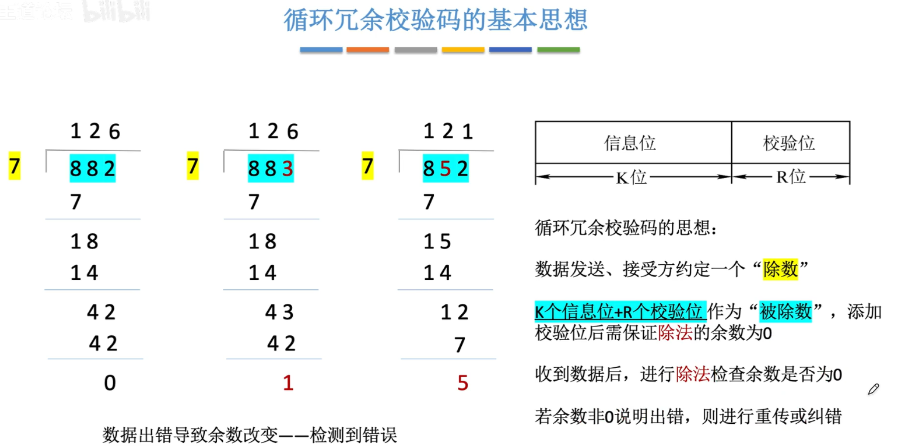 循环冗余校验码的基本思想
126
7
882
7
18
14
42
42
0
126
7
883
7
18
14
43
42
1
121
7
852
7
15
14
12
7
5
数据出错导致余数改变——检测到错误
信息位 校验位
K位 R位
循环冗余校验码的思想：
数据发送、接受方约定一个“除数”
K个信息位+R个校验位 作为“被除数”，添加
校验位后需保证除法的余数为0
收到数据后，进行除法检查余数是否为0
若余数非0说明出错，则进行重传或纠错
bilibili